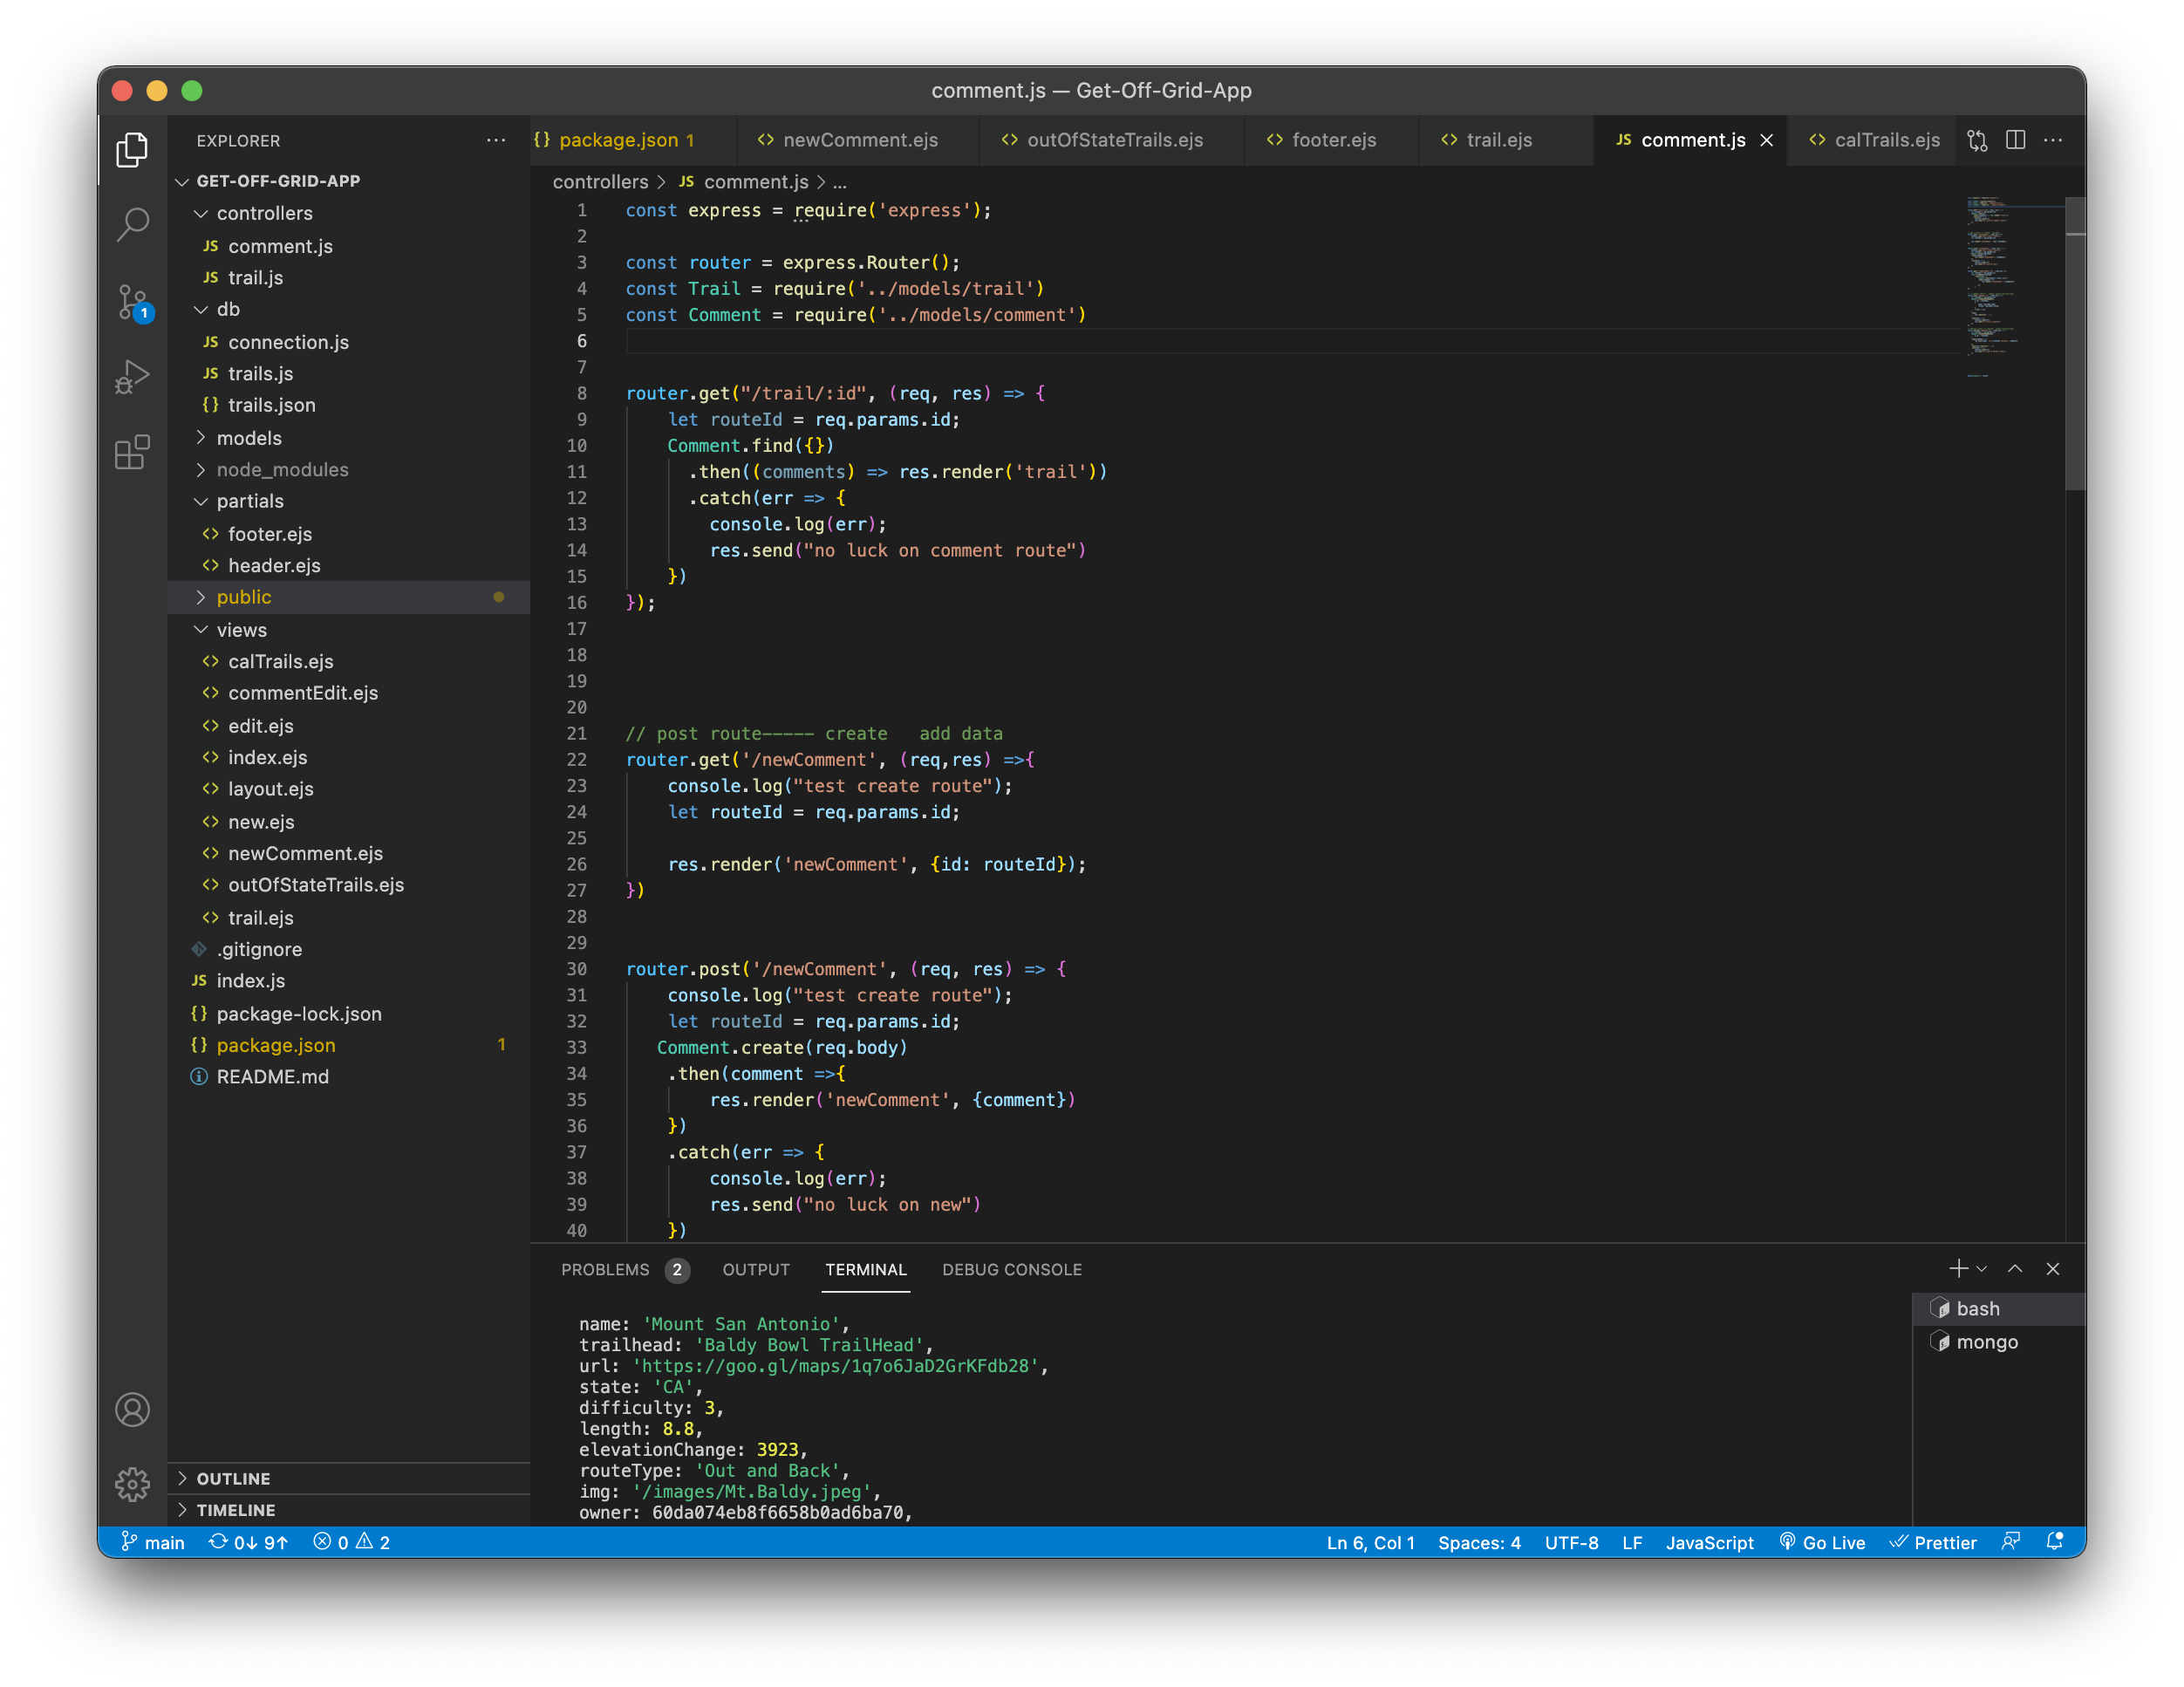 comment.js — Get-Off-Grid-App
EXPLORER
GET-OFF-GRID-APP
controllers
JS comment.js
JS trail.js
db
JS connection.js
JS trails.js
{} trails.json
models
node_modules
partials
<> footer.ejs
<> header.ejs
public
views
<> calTrails.ejs
<> commentEdit.ejs
<> edit.ejs
<> index.ejs
<> layout.ejs
<> new.ejs
<> newComment.ejs
<> outOfStateTrails.ejs
<> trail.ejs
.gitignore
JS index.js
{} package-lock.json
{} package.json 1
README.md
OUTLINE
TIMELINE
1
{} package.json 1 <> newComment.ejs <> outOfStateTrails.ejs <> footer.ejs <> trail.ejs JS comment.js <> calTrails.ejs
controllers > JS comment.js > ...
1 const express = require('express');
2
3 const router = express.Router();
4 const Trail = require('../models/trail')
5 const Comment = require('../models/comment')
6
7
8 router.get("/trail/:id", (req, res) => {
9 let routeId = req.params.id;
10 Comment.find({})
11 .then((comments) => res.render('trail'))
12 .catch(err => {
13 console.log(err);
14 res.send("no luck on comment route")
15 })
16 });
17
18
19
20
21 // post route----- create   add data
22 router.get('/newComment', (req,res) =>{
23 console.log("test create route");
24 let routeId = req.params.id;
25
26 res.render('newComment', {id: routeId});
27 })
28
29
30 router.post('/newComment', (req, res) => {
31 console.log("test create route");
32 let routeId = req.params.id;
33 Comment.create(req.body)
34 .then(comment =>{
35 res.render('newComment', {comment})
36 })
37 .catch(err => {
38 console.log(err);
39 res.send("no luck on new")
40 })
PROBLEMS 2 OUTPUT TERMINAL DEBUG CONSOLE
name: 'Mount San Antonio',
trailhead: 'Baldy Bowl TrailHead',
url: 'https://goo.gl/maps/1q7o6JaD2GrKFdb28',
state: 'CA',
difficulty: 3,
length: 8.8,
elevationChange: 3923,
routeType: 'Out and Back',
img: '/images/Mt.Baldy.jpeg',
owner: 60da074eb8f6658b0ad6ba70,
bash
mongo
main 0↓ 9↑ 0 2 Ln 6, Col 1 Spaces: 4 UTF-8 LF JavaScript Go Live Prettier